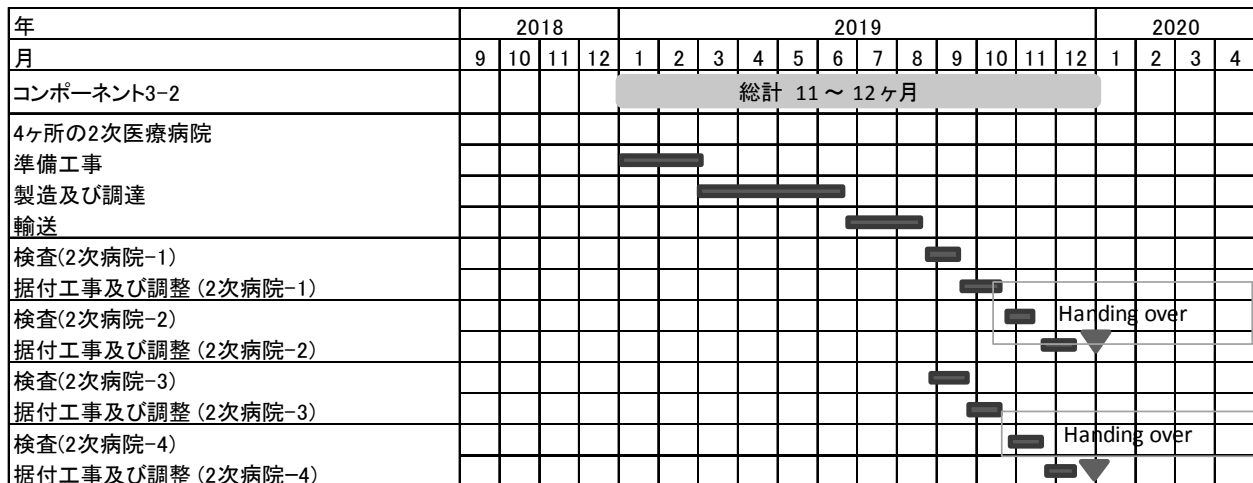 年 2018 2019 2020
月 9 10 11 12 1 2 3 4 5 6 7 8 9 10 11 12 1 2 3 4
コンポーネント3-2 総計 11 ～ 12ヶ月
4ヶ所の2次医療病院
準備工事
製造及び調達
輸送
検査(2次病院-1)
据付工事及び調整 (2次病院-1)
検査(2次病院-2) Handing over
据付工事及び調整 (2次病院-2)
検査(2次病院-3)
据付工事及び調整 (2次病院-3)
検査(2次病院-4) Handing over
据付工事及び調整 (2次病院-4)